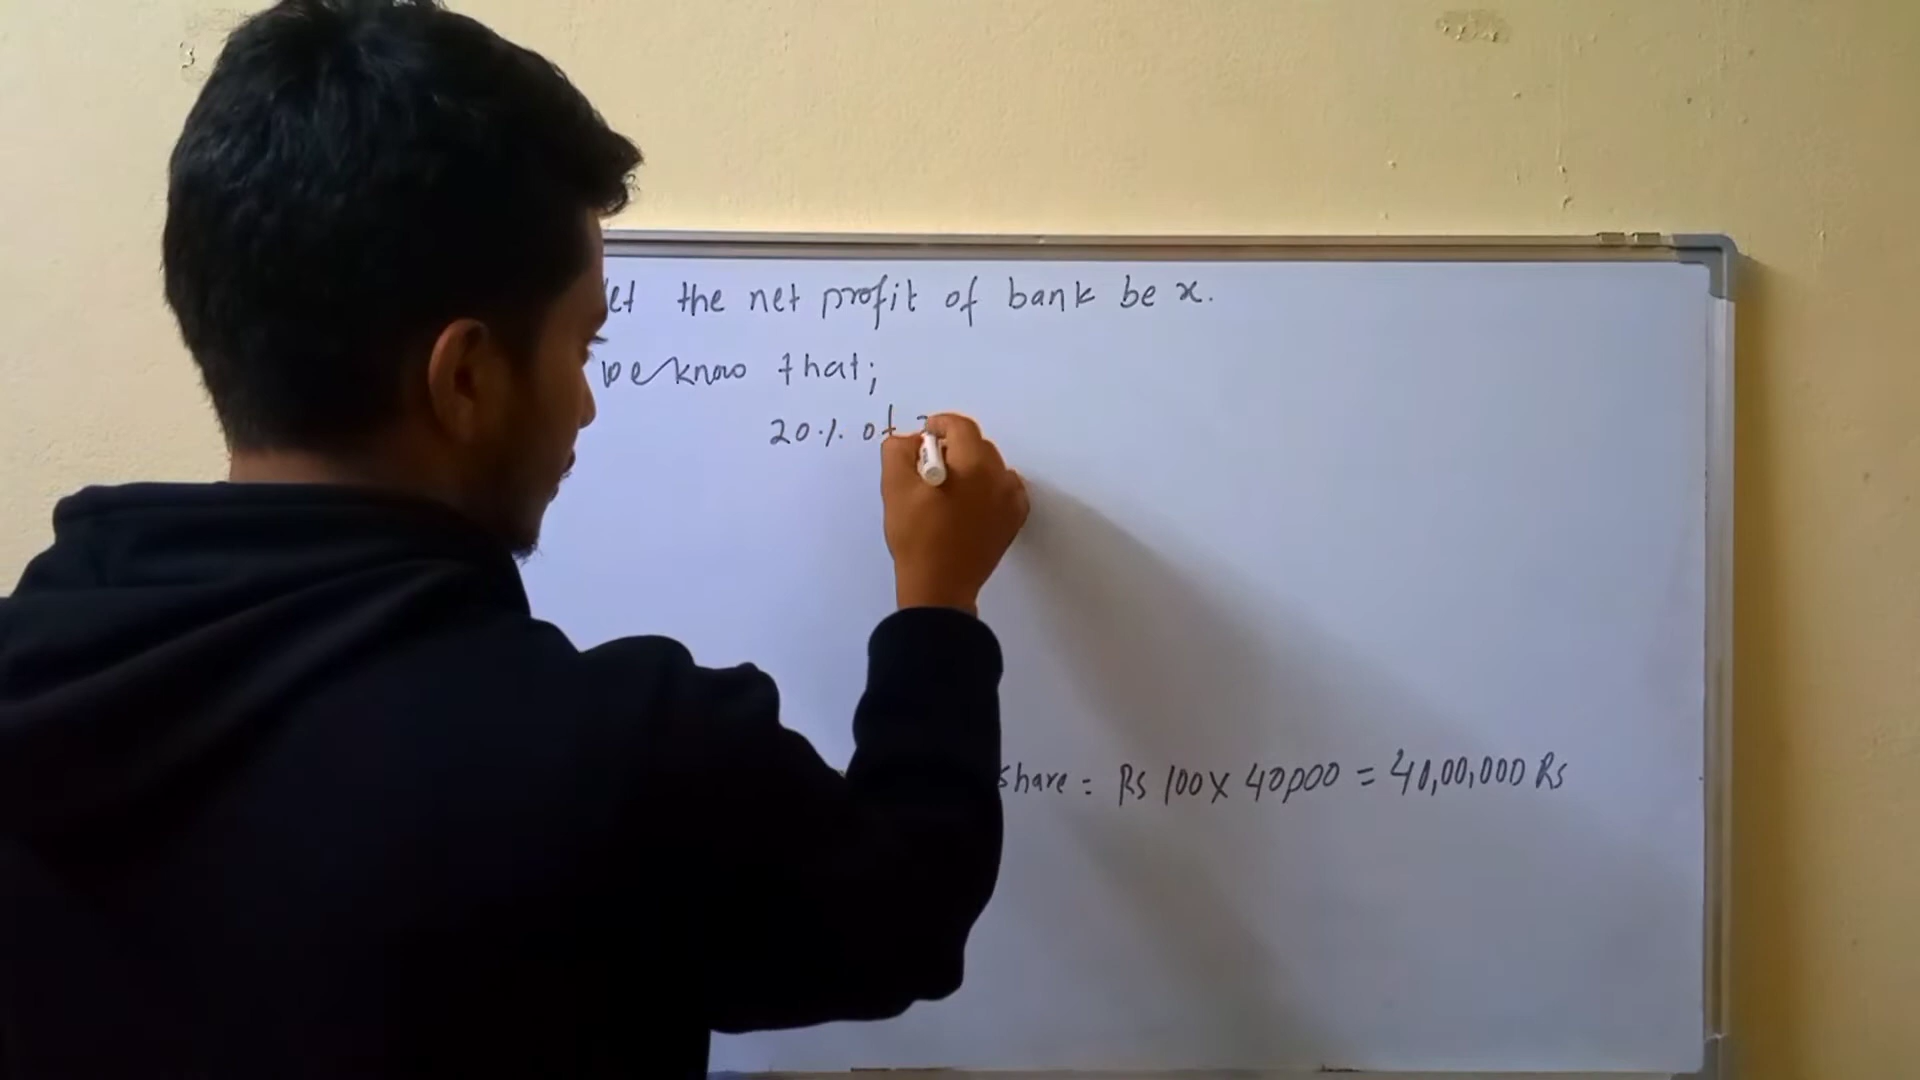 let the net profit of bank be x.
we know that;
20% of
share = Rs 100 x 40,000 = 40,00,000 Rs